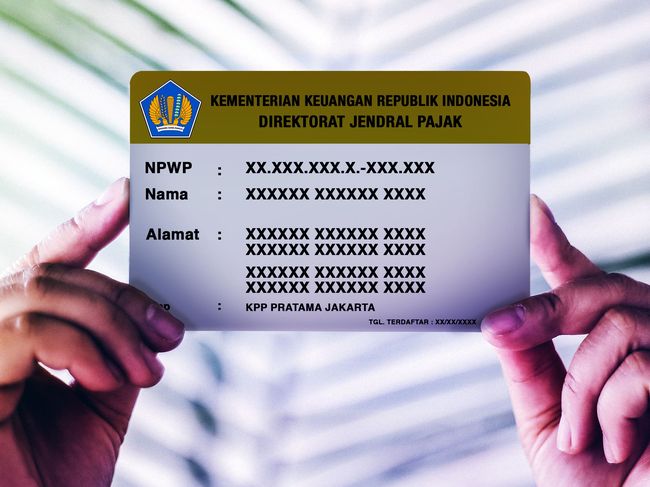 KEMENTERIAN KEUANGAN REPUBLIK INDONESIA
DIREKTORAT JENDRAL PAJAK
NPWP : XX.XXX.XXX.X.-XXX.XXX
Nama : XXXXXX XXXXXX XXXX
Alamat : XXXXXX XXXXXX XXXX
XXXXXX XXXXXX XXXX
XXXXXX XXXXXX XXXX
XXXXXX XXXXXX XXXX
: KPP PRATAMA JAKARTA
TGL. TERDAFTAR : XX/XX/XXXX